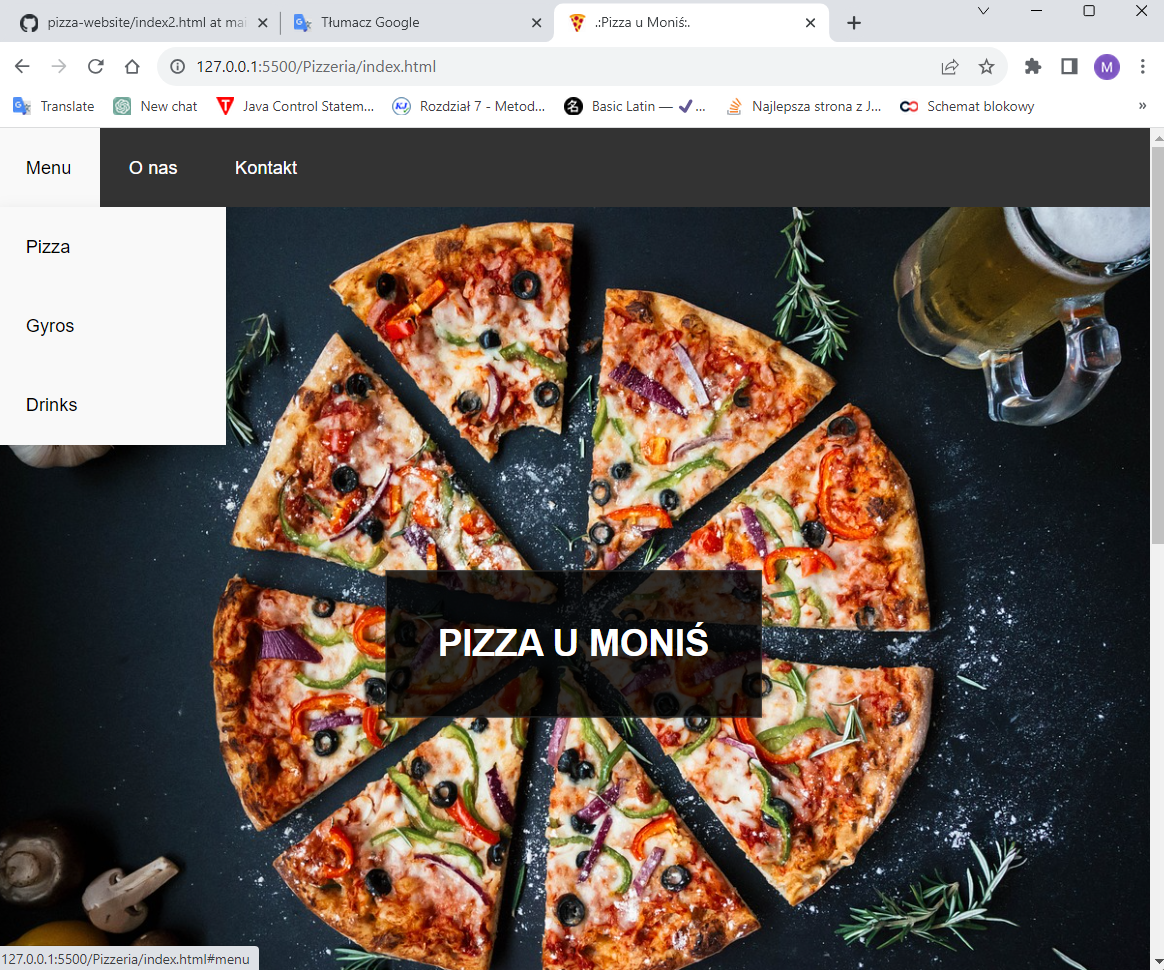 pizza-website/index2.html at mai
Tłumacz Google
.:Pizza u Moniś:.
127.0.0.1:5500/Pizzeria/index.html
M
Translate
New chat
Java Control Statem...
Rozdział 7 - Metod...
Basic Latin — ✔ ...
Najlepsza strona z J...
Schemat blokowy
»
Menu
O nas
Kontakt
Pizza
Gyros
Drinks
PIZZA U MONIŚ
127.0.0.1:5500/Pizzeria/index.html#menu